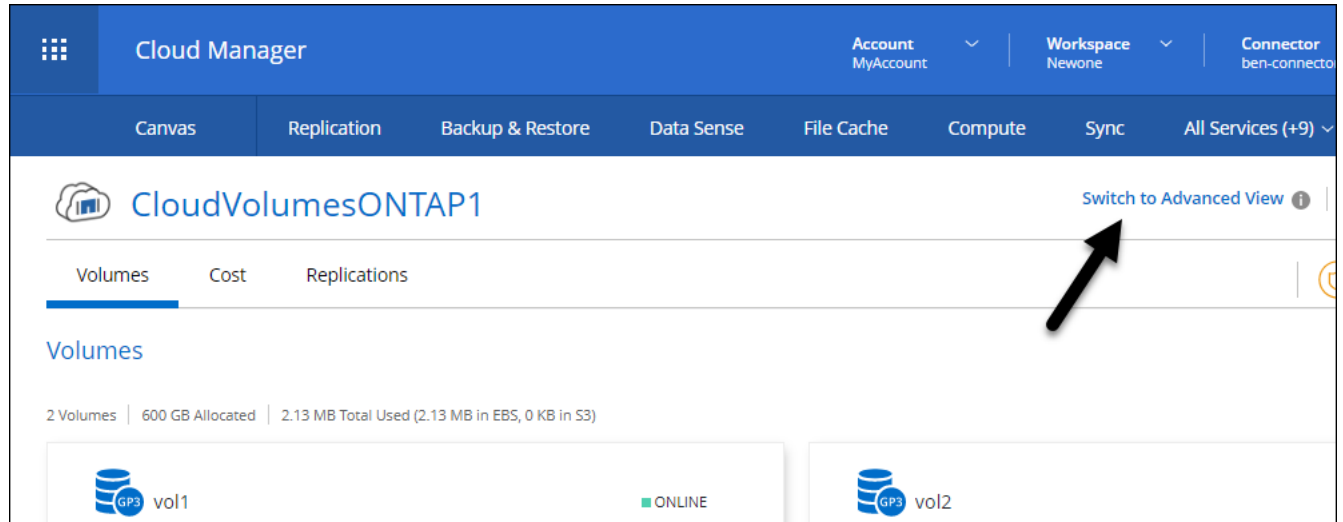 Cloud Manager
Account
MyAccount
Workspace
Newone
Connector
Canvas
Replication
Backup & Restore
Data Sense
File Cache
Compute
Sync
All Services (+9)
CloudVolumesONTAP1
Switch to Advanced View
Volumes
Cost
Replications
Volumes
2 Volumes
600 GB Allocated
2.13 MB Total Used (2.13 MB in EBS, 0 KB in S3)
GP3
vol1
ONLINE
GP3
vol2